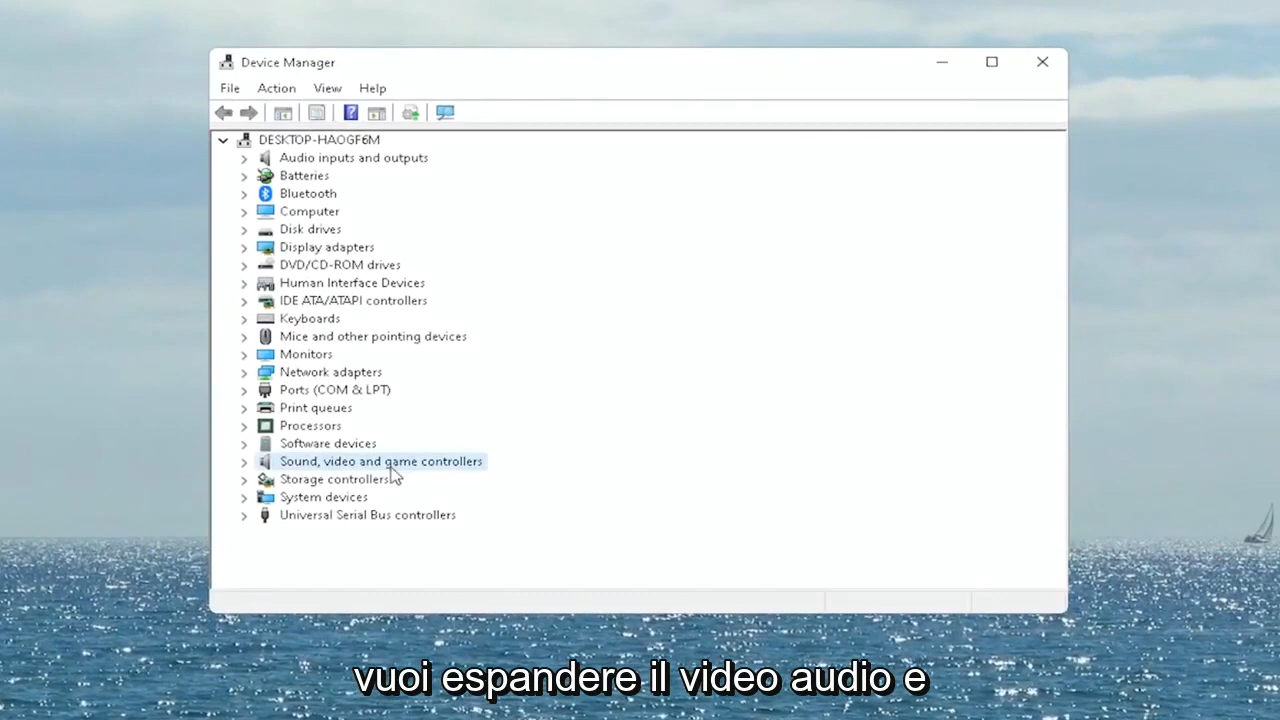 Device Manager
File Action View Help
DESKTOP-HAOGF6M
Audio inputs and outputs
Batteries
Bluetooth
Computer
Disk drives
Display adapters
DVD/CD-ROM drives
Human Interface Devices
IDE ATA/ATAPI controllers
Keyboards
Mice and other pointing devices
Monitors
Network adapters
Ports (COM & LPT)
Print queues
Processors
Software devices
Sound, video and game controllers
Storage controllers
System devices
Universal Serial Bus controllers
vuoi espandere il video audio e